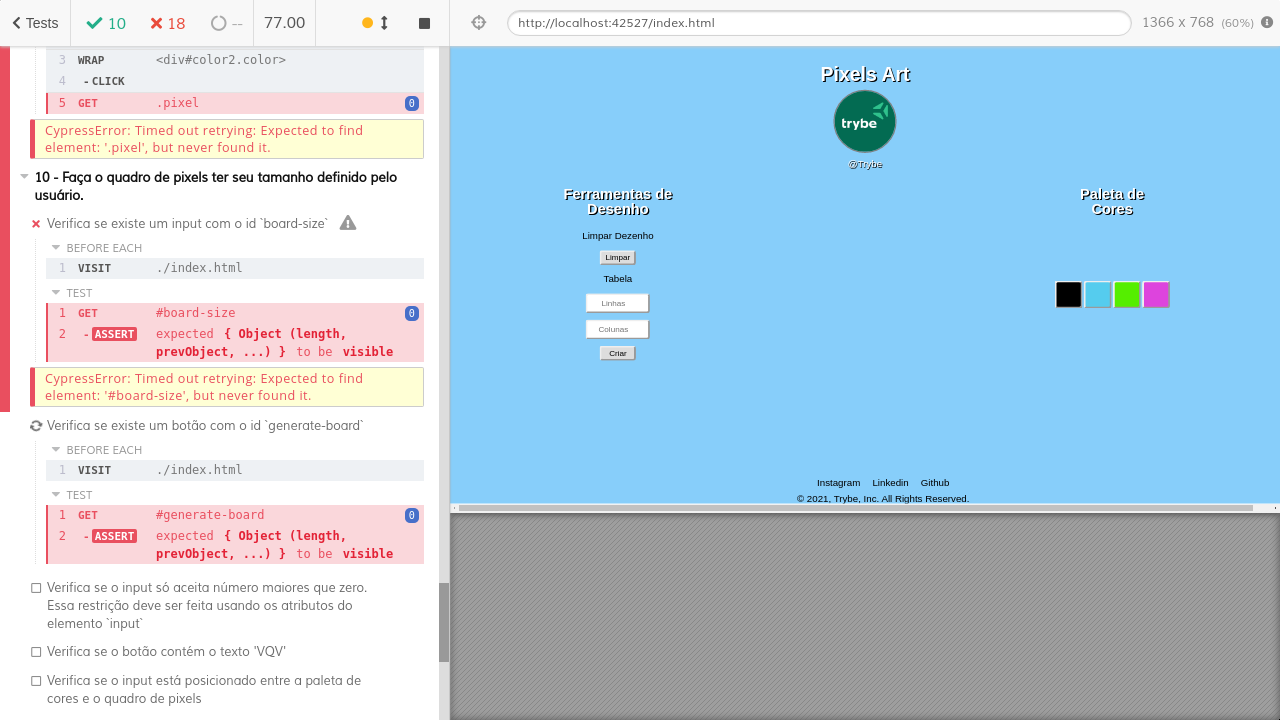 Tests
10
18
--
77.00
http://localhost:42527/index.html
1366 x 768 (60%)
3 WRAP <div#color2.color>
4 -CLICK
5 GET .pixel 0
CypressError: Timed out retrying: Expected to find
element: '.pixel', but never found it.
10 - Faça o quadro de pixels ter seu tamanho definido pelo
usuário.
Verifica se existe um input com o id `board-size`
BEFORE EACH
1 VISIT ./index.html
TEST
1 GET #board-size 0
2 -ASSERT expected { Object (length,
prevObject, ...) } to be visible
CypressError: Timed out retrying: Expected to find
element: '#board-size', but never found it.
Verifica se existe um botão com o id `generate-board`
BEFORE EACH
1 VISIT ./index.html
TEST
1 GET #generate-board 0
2 -ASSERT expected { Object (length,
prevObject, ...) } to be visible
Verifica se o input só aceita número maiores que zero.
Essa restrição deve ser feita usando os atributos do
elemento `input`
Verifica se o botão contém o texto 'VQV'
Verifica se o input está posicionado entre a paleta de
cores e o quadro de pixels
Pixels Art
trybe
@Trybe
Ferramentas de
Desenho
Limpar Dezenho
Limpar
Tabela
Linhas
Colunas
Criar
Paleta de
Cores
Instagram Linkedin Github
© 2021, Trybe, Inc. All Rights Reserved.